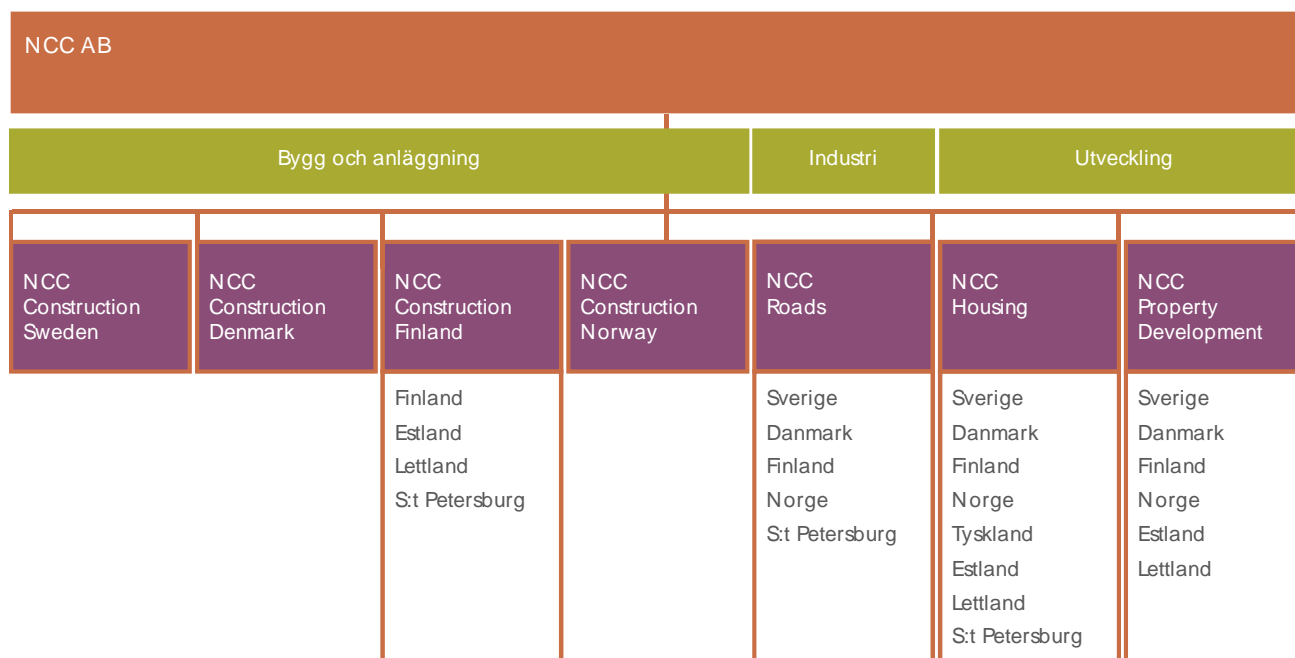 NCC AB
Bygg och anläggning
Industri
Utveckling
NCC
Construction
Sweden
NCC
Construction
Denmark
NCC
Construction
Finland
NCC
Construction
Norway
NCC
Roads
NCC
Housing
NCC
Property
Development
Finland
Estland
Lettland
S:t Petersburg
Sverige
Danmark
Finland
Norge
S:t Petersburg
Sverige
Danmark
Finland
Norge
Tyskland
Estland
Lettland
S:t Petersburg
Sverige
Danmark
Finland
Norge
Estland
Lettland